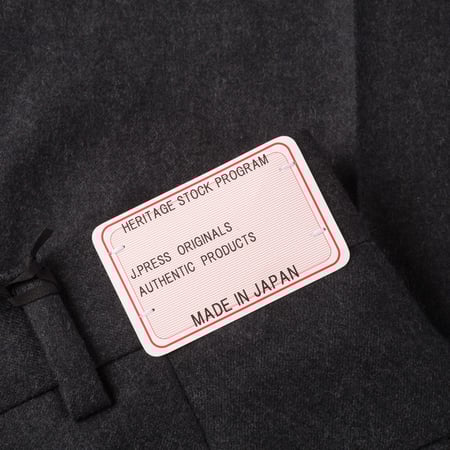 HERITAGE STOCK PROGRAM
J.PRESS ORIGINALS
AUTHENTIC PRODUCTS
MADE IN JAPAN